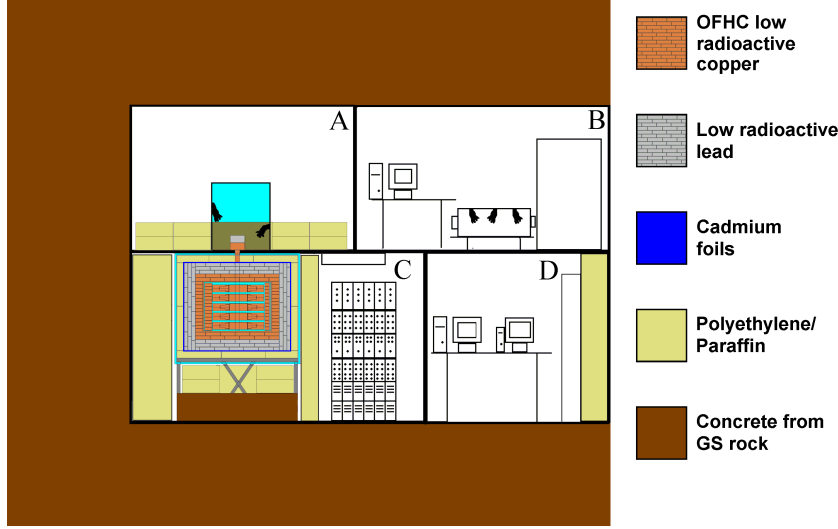 A
B
C
D
OFHC low
radioactive
copper
Low radioactive
lead
Cadmium
foils
Polyethylene/
Paraffin
Concrete from
GS rock